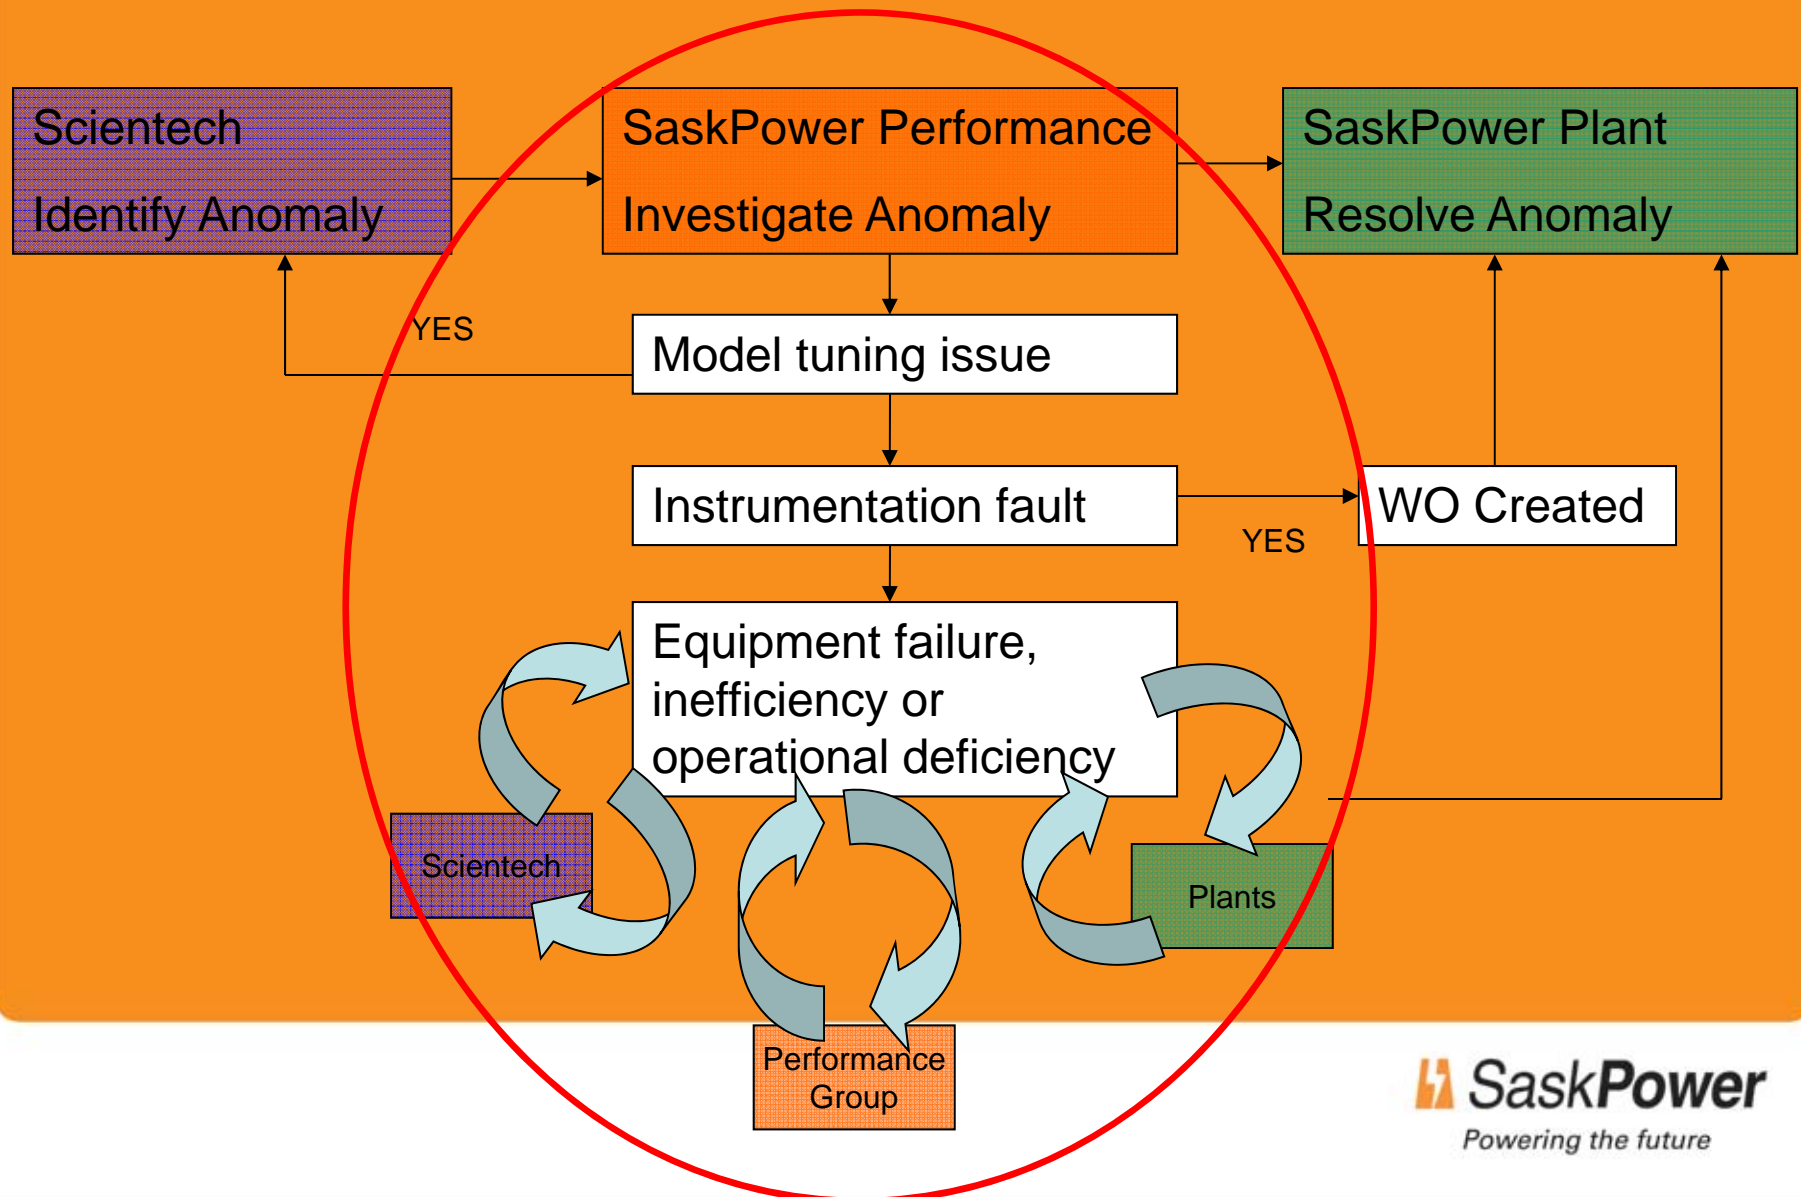 Scientech
Identify Anomaly
SaskPower Performance
Investigate Anomaly
SaskPower Plant
Resolve Anomaly
YES
Model tuning issue
Instrumentation fault
YES
WO Created
Equipment failure,
inefficiency or
operational deficiency
Scientech
Plants
Performance
Group
SaskPower
Powering the future